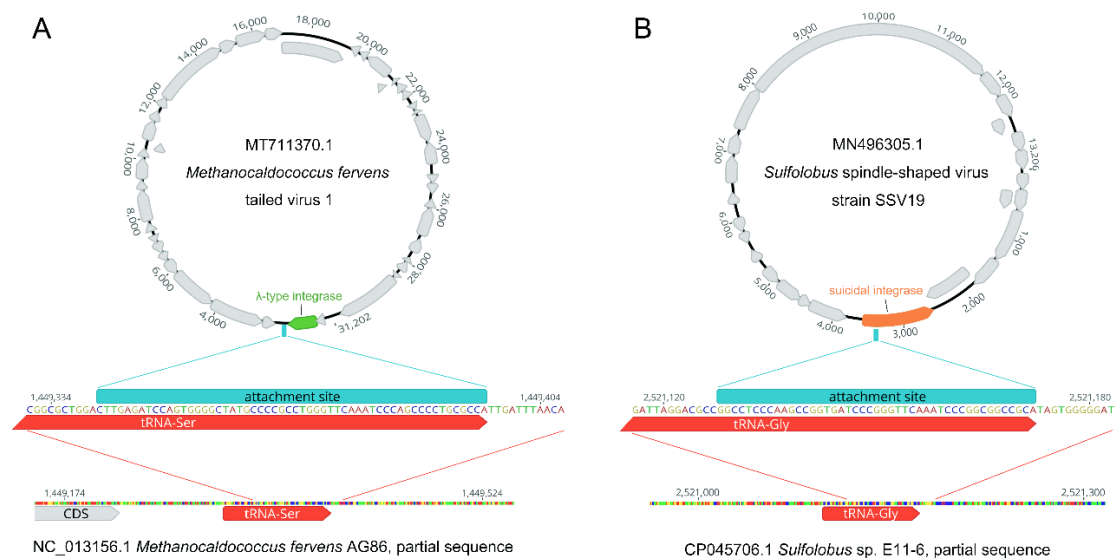 A
18,000
20,000
22,000
24,000
26,000
28,000
31,202
4,000
6,000
8,000
10,000
12,000
14,000
MT711370.1
Methanocaldococcus fervens
tailed virus 1
λ-type integrase
1,449,334
attachment site
1,449,404
CGGCGCTGGACTTGAGATCCAGTGGGGCTATGCCCCGCCTGGGTTCAAATCCCAGCCCCTGCGCCATTGATTTAACA
tRNA-Ser
1,449,174
1,449,524
CDS
tRNA-Ser
NC_013156.1 Methanocaldococcus fervens AG86, partial sequence
B
10,000
11,000
12,000
13,206
1,000
2,000
3,000
4,000
5,000
6,000
7,000
8,000
9,000
MN496305.1
Sulfolobus spindle-shaped virus
strain SSV19
suicidal integrase
2,521,120
attachment site
2,521,180
GATTAGGACGCCGGCCTCCCAAGCCGGTGATCCCGGGTTCAAATCCCGGCGGCCGCATAGTGGGGGAT
tRNA-Gly
2,521,000
2,521,300
tRNA-Gly
CP045706.1 Sulfolobus sp. E11-6, partial sequence